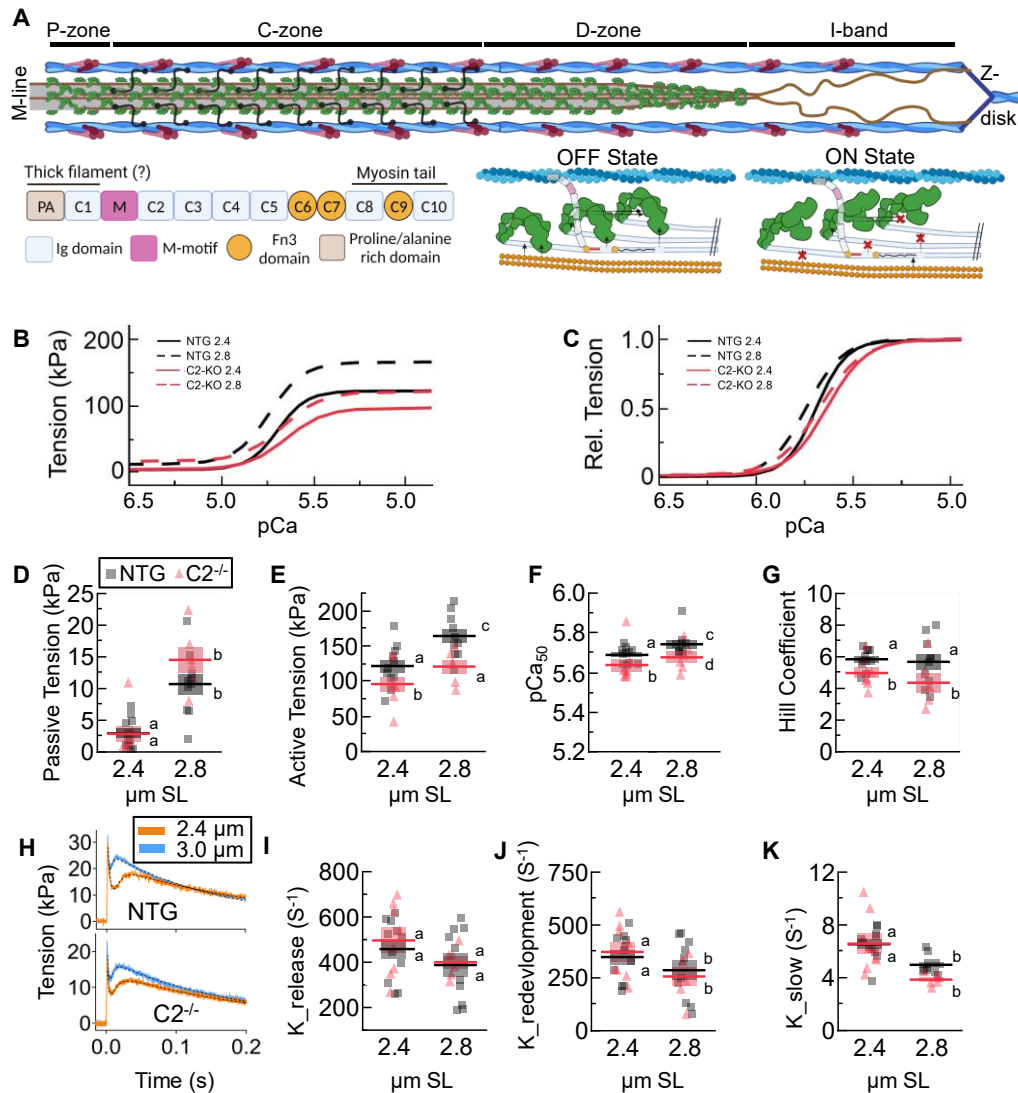 A
P-zone C-zone D-zone I-band
M-line
Z-
disk
OFF State ON State
Thick filament (?) Myosin tail
PA C1 M C2 C3 C4 C5 C6 C7 C8 C9 C10
Ig domain M-motif Fn3 domain Proline/alanine rich domain
B
Tension (kPa)
200
100
0
NTG 2.4
NTG 2.8
C2-KO 2.4
C2-KO 2.8
6.5 5.0 5.5 5.0
pCa
C
Rel. Tension
1.0
0.5
0
NTG 2.4
NTG 2.8
C2-KO 2.4
C2-KO 2.8
6.5 6.0 5.5 5.0
pCa
D
NTG C2-/-
Passive Tension (kPa)
25
20
15
10
5
0
a
a
b
b
2.4 2.8
µm SL
E
Active Tension (kPa)
200
150
100
50
0
a
b
c
a
2.4 2.8
µm SL
F
pCa50
6.0
5.8
5.6
5.4
5.2
a
b
c
d
2.4 2.8
µm SL
G
Hill Coefficient
10
8
6
4
2
0
a
b
a
b
2.4 2.8
µm SL
H
2.4 µm
3.0 µm
Tension (kPa)
30
20
10
0
NTG
20
10
0
C2-/-
0.0 0.1 0.2
Time (s)
I
K_release (S-1)
800
600
400
200
a
a
a
a
2.4 2.8
µm SL
J
K_redevlopment (S-1)
750
500
250
0
a
a
b
b
2.4 2.8
µm SL
K
K_slow (S-1)
12
10
8
6
4
2
0
a
a
b
b
2.4 2.8
µm SL